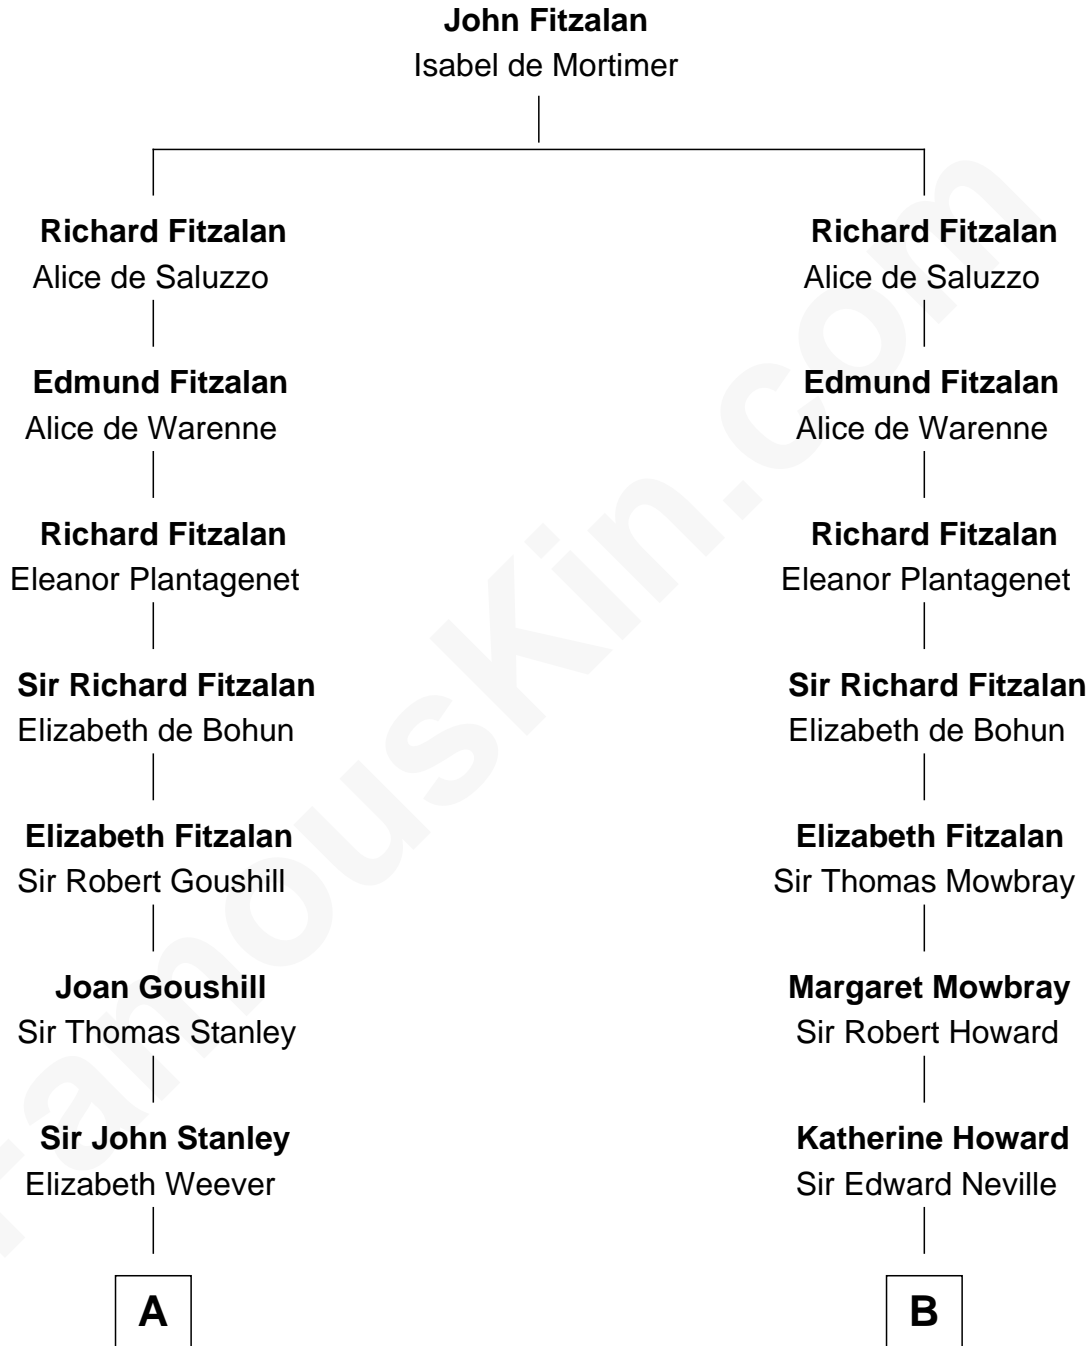 John Fitzalan
Isabel de Mortimer
Richard Fitzalan
Alice de Saluzzo
Edmund Fitzalan
Alice de Warenne
Richard Fitzalan
Eleanor Plantagenet
Sir Richard Fitzalan
Elizabeth de Bohun
Elizabeth Fitzalan
Sir Robert Goushill
Joan Goushill
Sir Thomas Stanley
Sir John Stanley
Elizabeth Weever
A
Richard Fitzalan
Alice de Saluzzo
Edmund Fitzalan
Alice de Warenne
Richard Fitzalan
Eleanor Plantagenet
Sir Richard Fitzalan
Elizabeth de Bohun
Elizabeth Fitzalan
Sir Thomas Mowbray
Margaret Mowbray
Sir Robert Howard
Katherine Howard
Sir Edward Neville
B
FamousKin.com